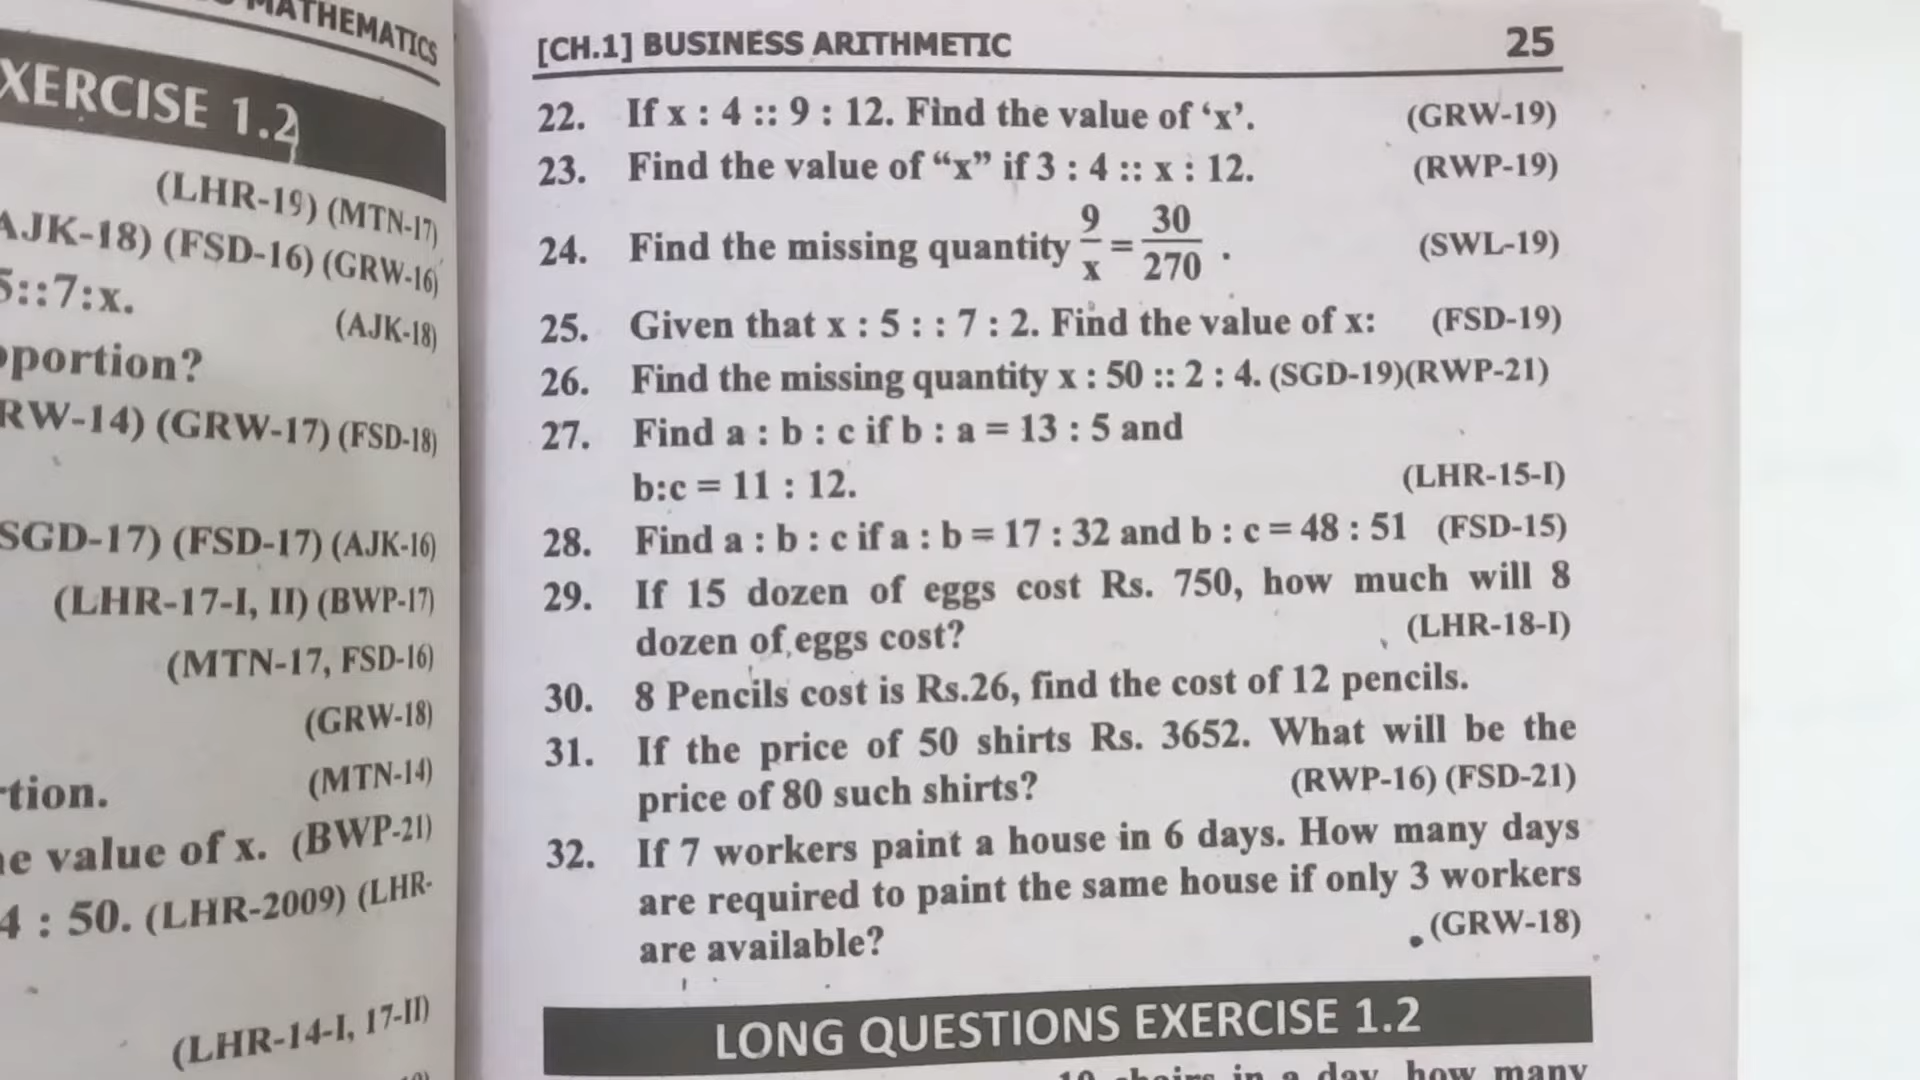 MATHEMATICS
EXERCISE 1.2
(LHR-19) (MTN-17)
AJK-18) (FSD-16) (GRW-16)
5::7:x.
(AJK-18)
portion?
RW-14) (GRW-17) (FSD-18)
SGD-17) (FSD-17) (AJK-16)
(LHR-17-I, II) (BWP-17)
(MTN-17, FSD-16)
(GRW-18)
(MTN-14)
tion.
e value of x. (BWP-21)
4 : 50. (LHR-2009) (LHR-
(LHR-14-I, 17-II)
[CH.1] BUSINESS ARITHMETIC 25
22. If x : 4 :: 9 : 12. Find the value of ‘x’. (GRW-19)
23. Find the value of “x” if 3 : 4 :: x : 12. (RWP-19)
24. Find the missing quantity 9/x = 30/270 . (SWL-19)
25. Given that x : 5 : : 7 : 2. Find the value of x: (FSD-19)
26. Find the missing quantity x : 50 :: 2 : 4. (SGD-19)(RWP-21)
27. Find a : b : c if b : a = 13 : 5 and
b:c = 11 : 12. (LHR-15-I)
28. Find a : b : c if a : b = 17 : 32 and b : c = 48 : 51 (FSD-15)
29. If 15 dozen of eggs cost Rs. 750, how much will 8
dozen of eggs cost? (LHR-18-I)
30. 8 Pencils cost is Rs.26, find the cost of 12 pencils.
31. If the price of 50 shirts Rs. 3652. What will be the
price of 80 such shirts? (RWP-16) (FSD-21)
32. If 7 workers paint a house in 6 days. How many days
are required to paint the same house if only 3 workers
are available? (GRW-18)
LONG QUESTIONS EXERCISE 1.2
chairs in a day, how many